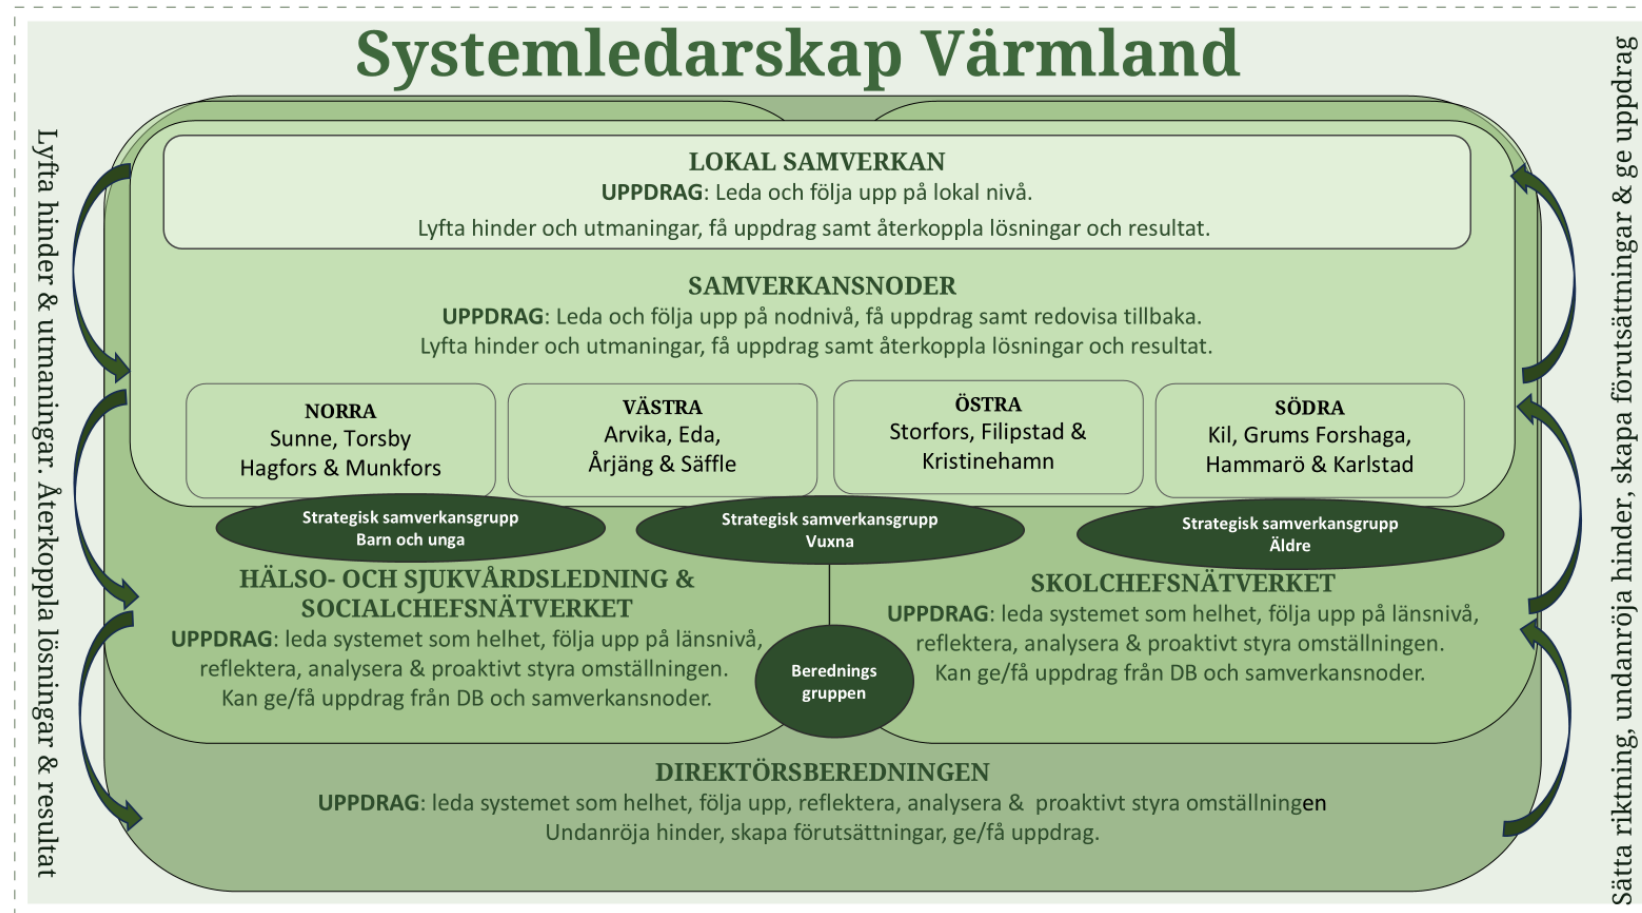 Systemledarskap Värmland
Lyfta hinder & utmaningar. Återkoppla lösningar & resultat
LOKAL SAMVERKAN
UPPDRAG: Leda och följa upp på lokal nivå.
Lyfta hinder och utmaningar, få uppdrag samt återkoppla lösningar och resultat.
SAMVERKANSNODER
UPPDRAG: Leda och följa upp på nodnivå, få uppdrag samt redovisa tillbaka.
Lyfta hinder och utmaningar, få uppdrag samt återkoppla lösningar och resultat.
NORRA
Sunne, Torsby
Hagfors & Munkfors
VÄSTRA
Arvika, Eda,
Årjäng & Säffle
ÖSTRA
Storfors, Filipstad &
Kristinehamn
SÖDRA
Kil, Grums Forshaga,
Hammarö & Karlstad
Strategisk samverkansgrupp
Barn och unga
Strategisk samverkansgrupp
Vuxna
Strategisk samverkansgrupp
Äldre
HÄLSO- OCH SJUKVÅRDSLEDNING &
SOCIALCHEFSNÄTVERKET
UPPDRAG: leda systemet som helhet, följa upp på länsnivå,
reflektera, analysera & proaktivt styra omställningen.
Kan ge/få uppdrag från DB och samverkansnoder.
Berednings
gruppen
SKOLCHEFSNÄTVERKET
UPPDRAG: leda systemet som helhet, följa upp på länsnivå,
reflektera, analysera & proaktivt styra omställningen.
Kan ge/få uppdrag från DB och samverkansnoder.
DIREKTÖRSBEREDNINGEN
UPPDRAG: leda systemet som helhet, följa upp, reflektera, analysera &  proaktivt styra omställningen
Undanröja hinder, skapa förutsättningar, ge/få uppdrag.
Sätta riktning, undanröja hinder, skapa förutsättningar & ge uppdrag